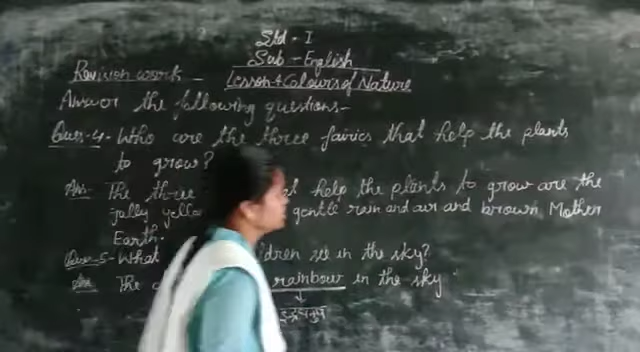 Std - I
Sub - English
Revision work - Lesson 4 Colours of Nature
Answer the following questions -
Ques-4- Who are the three fairies that help the plants
to grow?
Ans- The three help the plants to grow are the
jolly gentle rain and air and brown Mother
Earth.
Ques-5- What see in the sky?
Ans The rainbow in the sky
इन्द्रधनुष